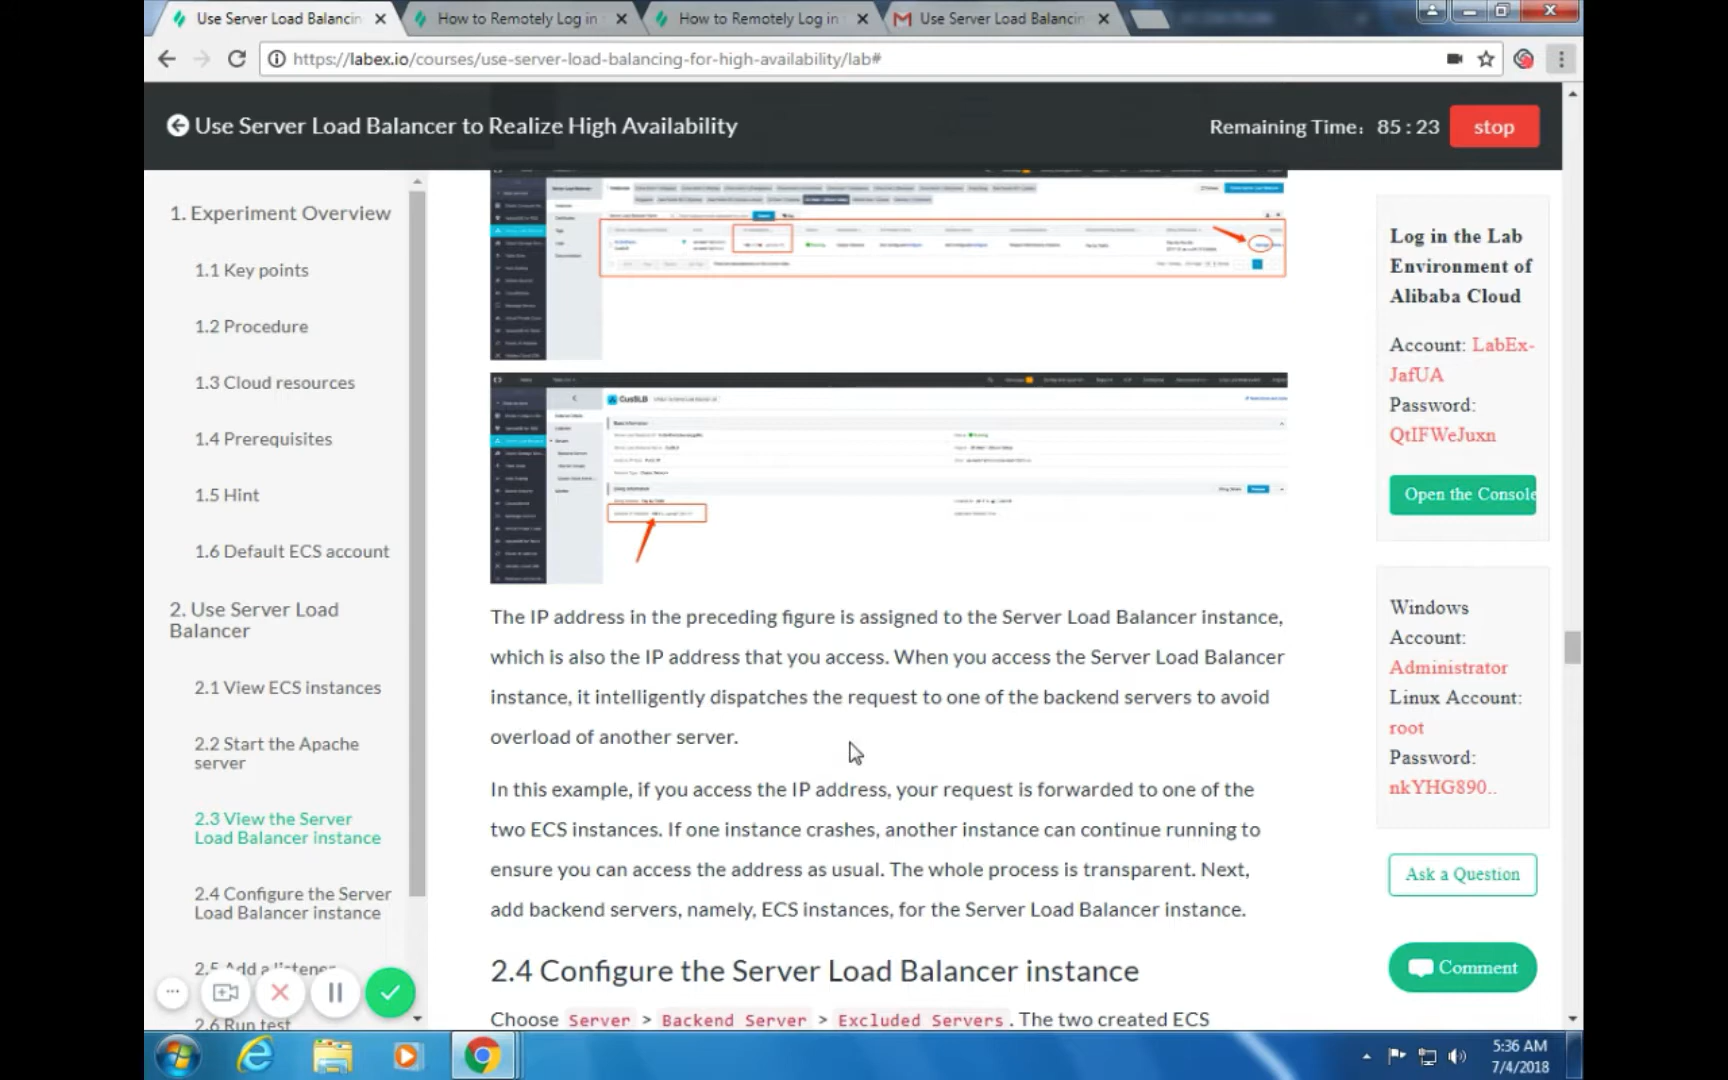 Use Server Load Balancin
How to Remotely Log in
How to Remotely Log in
Use Server Load Balancin
https://labex.io/courses/use-server-load-balancing-for-high-availability/lab#
Use Server Load Balancer to Realize High Availability
Remaining Time: 85 : 23
stop
1. Experiment Overview
1.1 Key points
1.2 Procedure
1.3 Cloud resources
1.4 Prerequisites
1.5 Hint
1.6 Default ECS account
2. Use Server Load
Balancer
2.1 View ECS instances
2.2 Start the Apache
server
2.3 View the Server
Load Balancer instance
2.4 Configure the Server
Load Balancer instance
2.5 Add a listener
2.6 Run test
CusSLB
The IP address in the preceding figure is assigned to the Server Load Balancer instance,
which is also the IP address that you access. When you access the Server Load Balancer
instance, it intelligently dispatches the request to one of the backend servers to avoid
overload of another server.
In this example, if you access the IP address, your request is forwarded to one of the
two ECS instances. If one instance crashes, another instance can continue running to
ensure you can access the address as usual. The whole process is transparent. Next,
add backend servers, namely, ECS instances, for the Server Load Balancer instance.
2.4 Configure the Server Load Balancer instance
Choose Server > Backend Server > Excluded Servers . The two created ECS
Log in the Lab
Environment of
Alibaba Cloud
Account: LabEx-
JafUA
Password:
QtIFWeJuxn
Open the Console
Windows
Account:
Administrator
Linux Account:
root
Password:
nkYHG890..
Ask a Question
Comment
5:36 AM
7/4/2018